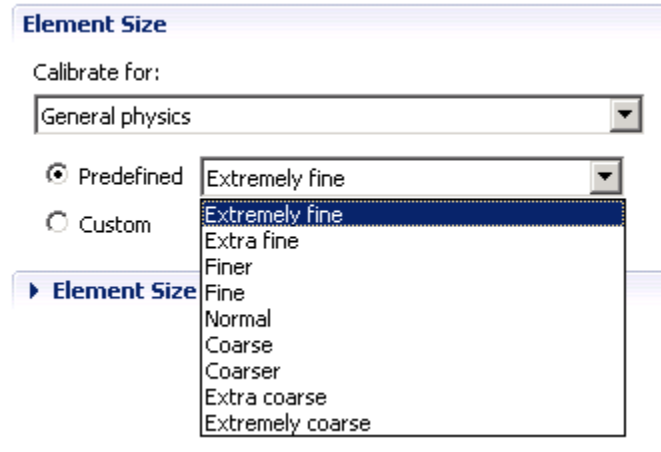 Element Size
Calibrate for:
General physics
Predefined
Extremely fine
Custom
Extremely fine
Extra fine
Finer
Element Size
Fine
Normal
Coarse
Coarser
Extra coarse
Extremely coarse